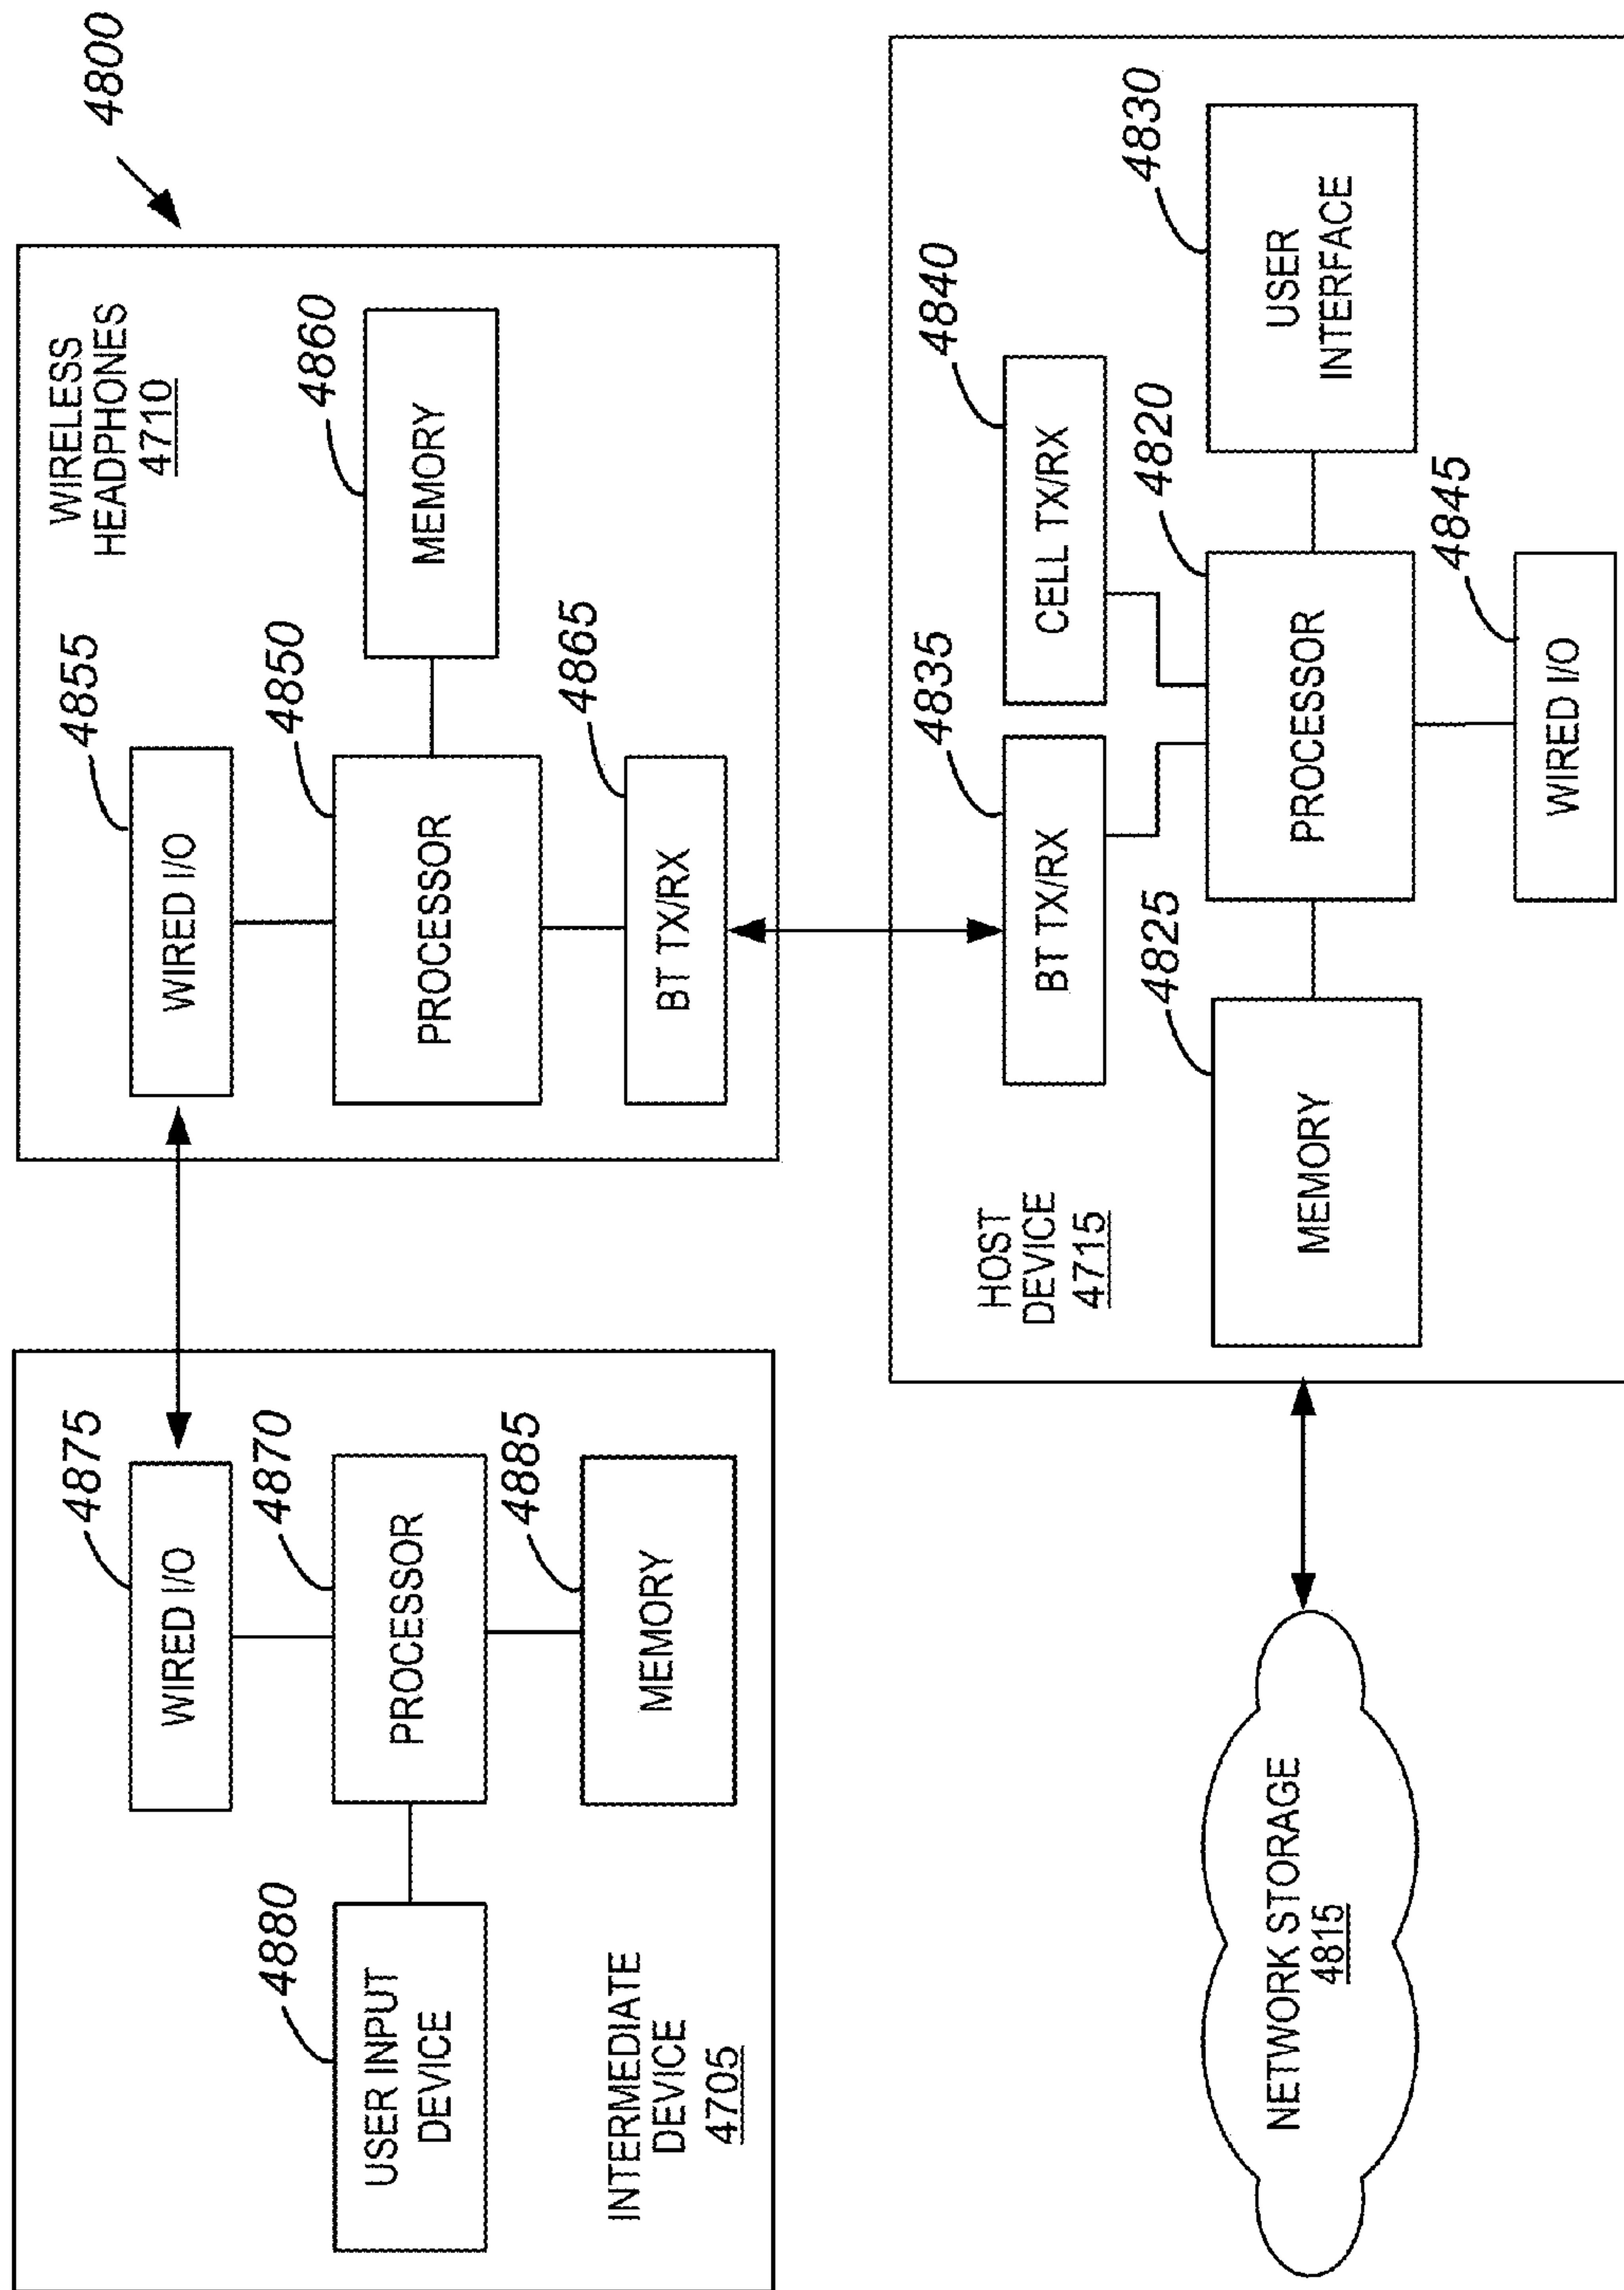 4800
WIRELESS
HEADPHONES
4710
4855
WIRED I/O
4850
PROCESSOR
4860
MEMORY
4865
BT TX/RX
4875
WIRED I/O
4870
PROCESSOR
4885
MEMORY
4880
USER INPUT
DEVICE
INTERMEDIATE
DEVICE
4705
HOST
DEVICE
4715
4835
BT TX/RX
4840
CELL TX/RX
4825
MEMORY
4820
PROCESSOR
4830
USER
INTERFACE
4845
WIRED I/O
NETWORK STORAGE
4815